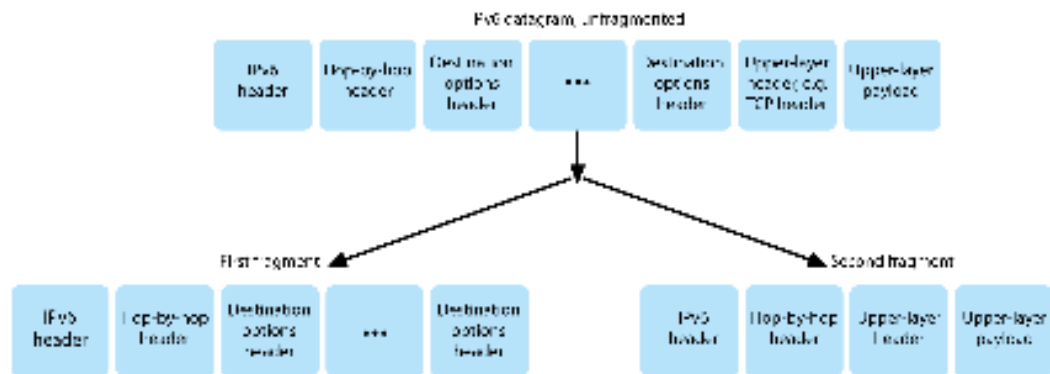 IPv6 datagram, unfragmented
IPv6
header
Hop-by-hop
header
Destination
options
header
...
Destination
options
header
Upper-layer
header, e.g.
TCP header
Upper-layer
payload
First fragment
Second fragment
IPv6
header
Hop-by-hop
header
Destination
options
header
...
Destination
options
header
IPv6
header
Hop-by-hop
header
Upper-layer
header
Upper-layer
payload